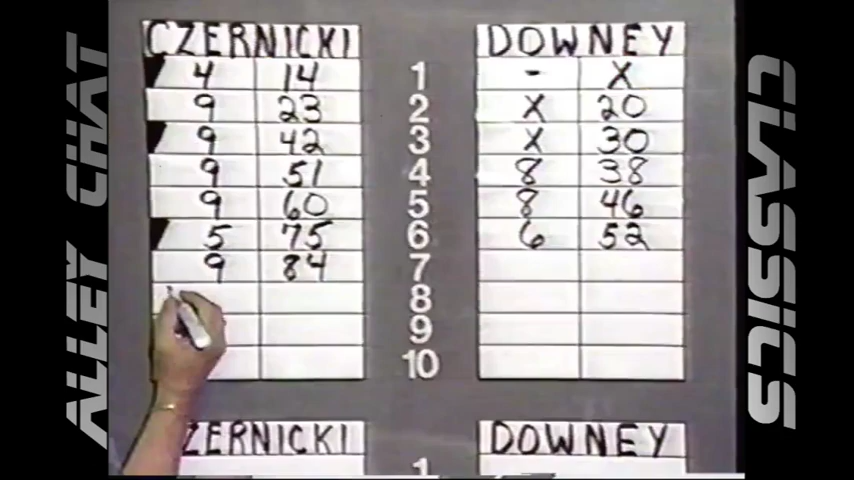 ALLEY CHAT
CLASSICS
CZERNICKI DOWNEY
4 14 1 - X
9 23 2 X 20
9 42 3 X 30
9 51 4 8 38
9 60 5 8 46
5 75 6 6 52
9 84 7
8
9
10
ZERNICKI DOWNEY
1